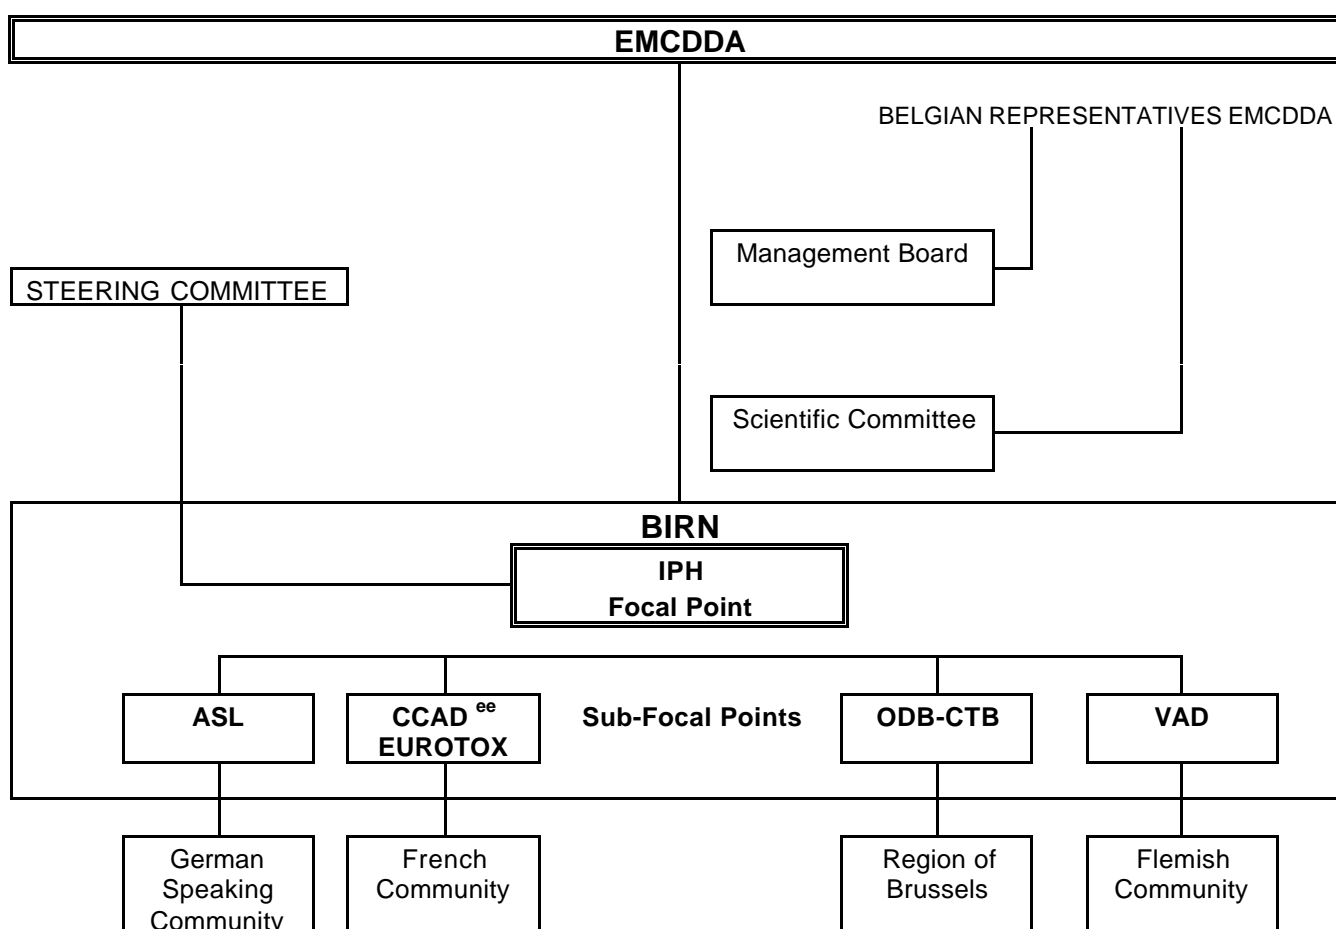 EMCDDA
BELGIAN REPRESENTATIVES EMCDDA
Management Board
STEERING COMMITTEE
Scientific Committee
BIRN
IPH
Focal Point
ASL
CCAD ee
EUROTOX
Sub-Focal Points
ODB-CTB
VAD
German
Speaking
Community
French
Community
Region of
Brussels
Flemish
Community